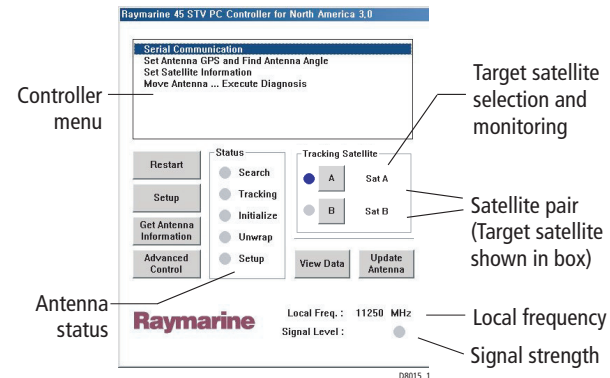 Raymarine 45 STV PC Controller for North America 3.0
Serial Communication
Set Antenna GPS and Find Antenna Angle
Set Satellite Information
Move Antenna ... Execute Diagnosis
Controller
menu
Target satellite
selection and
monitoring
Restart
Setup
Get Antenna
Information
Advanced
Control
Status
Search
Tracking
Initialize
Unwrap
Setup
Tracking Satellite
A
Sat A
B
Sat B
View Data
Update
Antenna
Satellite pair
(Target satellite
shown in box)
Antenna
status
Raymarine
Local Freq. : 11250 MHz
Signal Level :
Local frequency
Signal strength
D8015_1